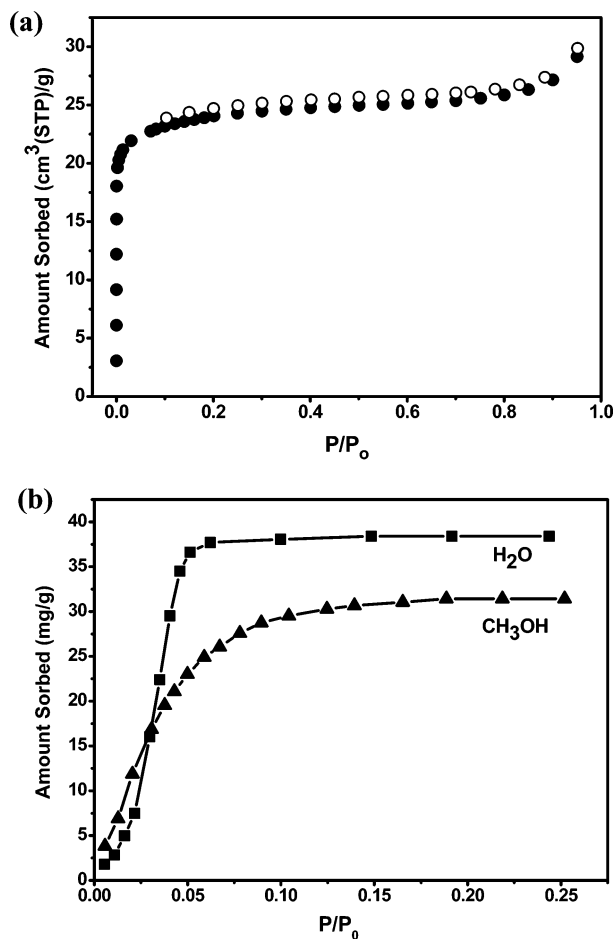 (a)
Amount Sorbed (cm³(STP)/g)
30
25
20
15
10
5
0
0.0 0.2 0.4 0.6 0.8 1.0
P/Pₒ
(b)
Amount Sorbed (mg/g)
40
35
30
25
20
15
10
5
0
H₂O
CH₃OH
0.00 0.05 0.10 0.15 0.20 0.25
P/P₀